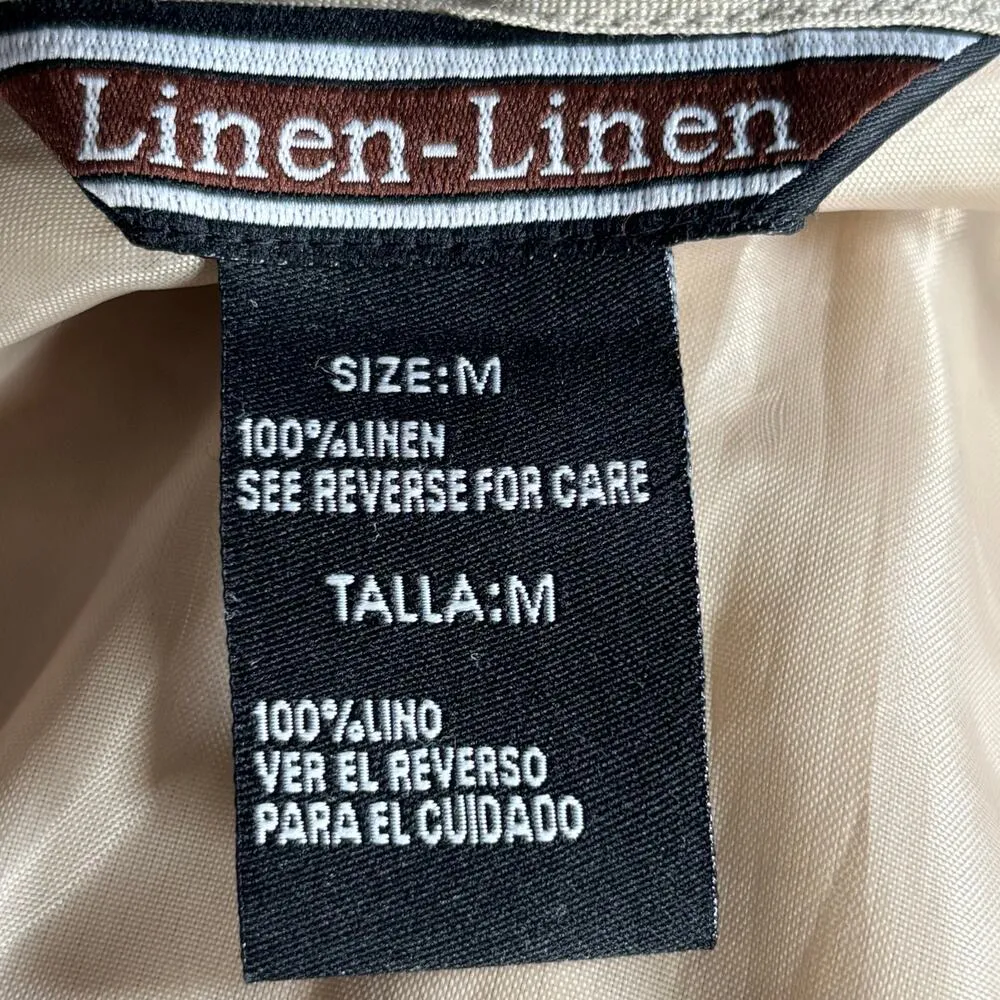 Linen-Linen
SIZE:M
100%LINEN
SEE REVERSE FOR CARE
TALLA:M
100%LINO
VER EL REVERSO
PARA EL CUIDADO